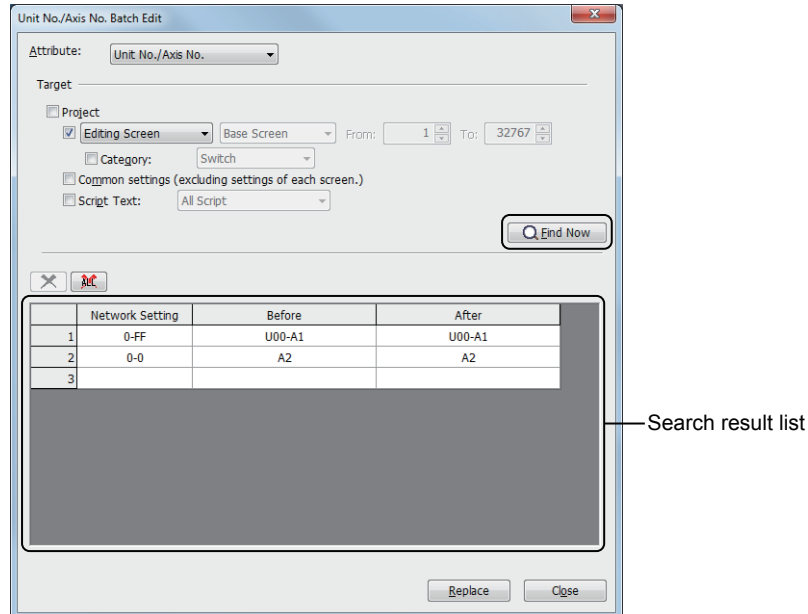 Unit No./Axis No. Batch Edit
Attribute: Unit No./Axis No.
Target
Project
Editing Screen Base Screen From: 1 To: 32767
Category: Switch
Common settings (excluding settings of each screen.)
Script Text: All Script
Find Now
ALL
Network Setting Before After
1 0-FF U00-A1 U00-A1
2 0-0 A2 A2
3
Search result list
Replace Close